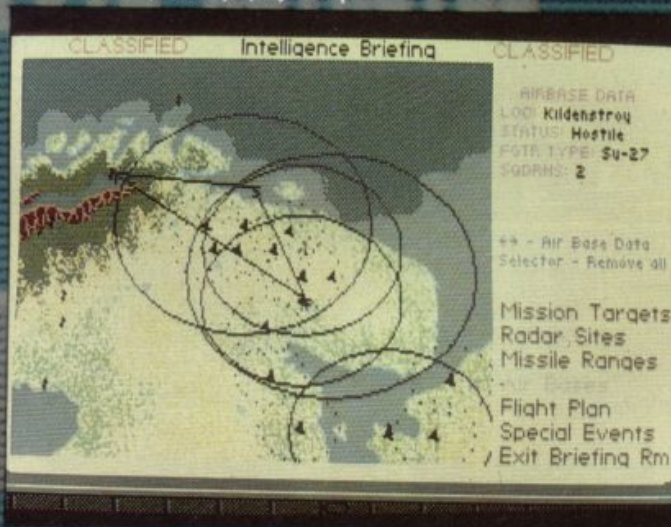 CLASSIFIED Intelligence Briefing CLASSIFIED
AIRBASE DATA
LOC: Kildenstroy
STATUS: Hostile
FGTR TYPE: Su-27
SQDRNS: 2
↔ - Air Base Data
Selector - Remove all
Mission Targets
Radar Sites
Missile Ranges
Air Bases
Flight Plan
Special Events
Exit Briefing Rm